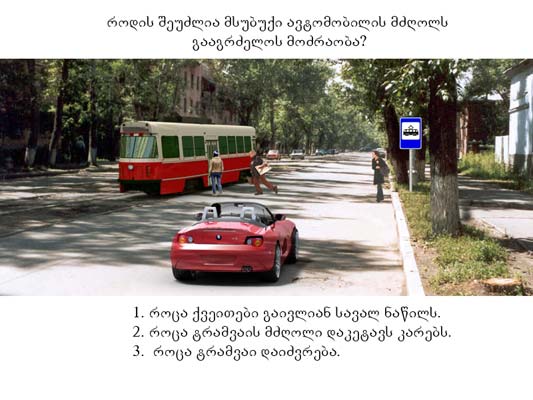 როდის შეუძლია მსუბუქი ავტომობილის მძღოლს
გააგრძელოს მოძრაობა?
1. როცა ქვეითები გაივლიან სავალ ნაწილს.
2. როცა ტრამვაის მძღოლი დაკეტავს კარებს.
3. როცა ტრამვაი დაიძვრება.